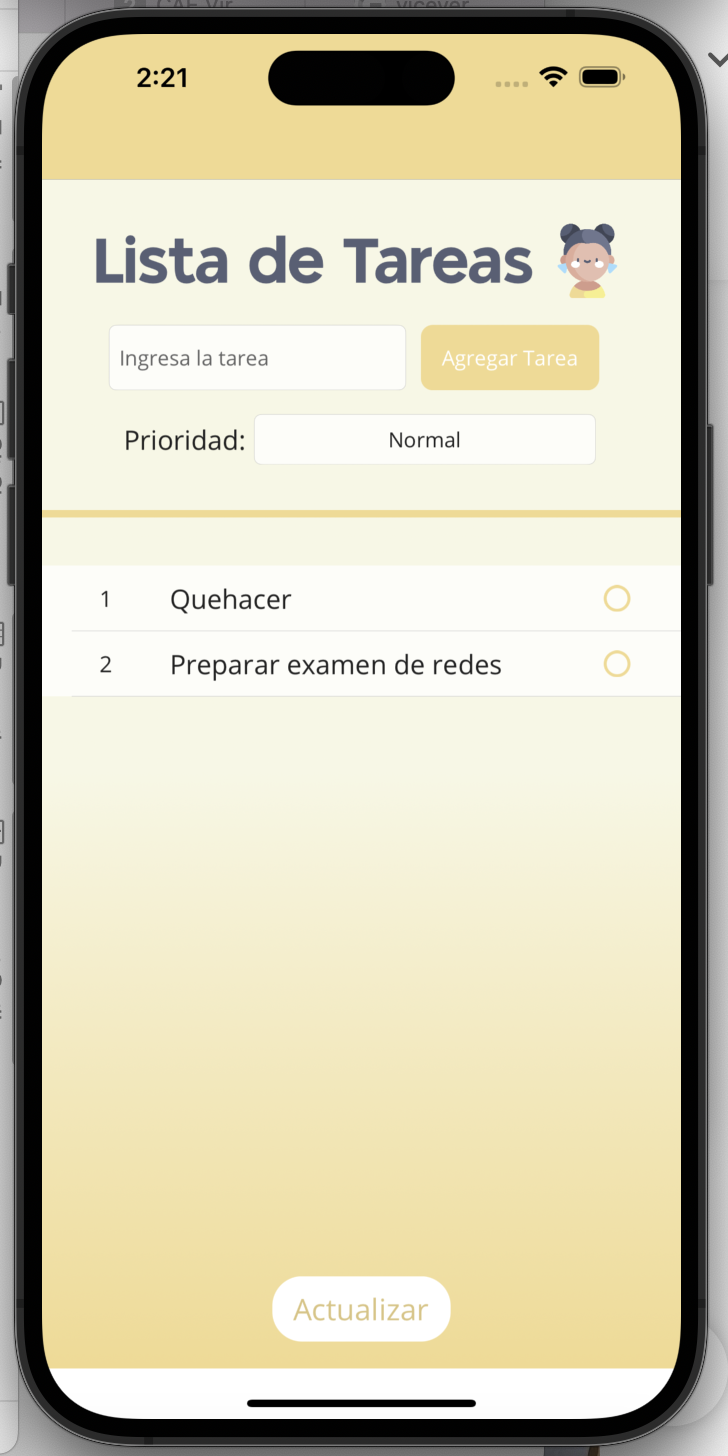 2:21
Lista de Tareas
Ingresa la tarea
Agregar Tarea
Prioridad:
Normal
1 Quehacer
2 Preparar examen de redes
Actualizar